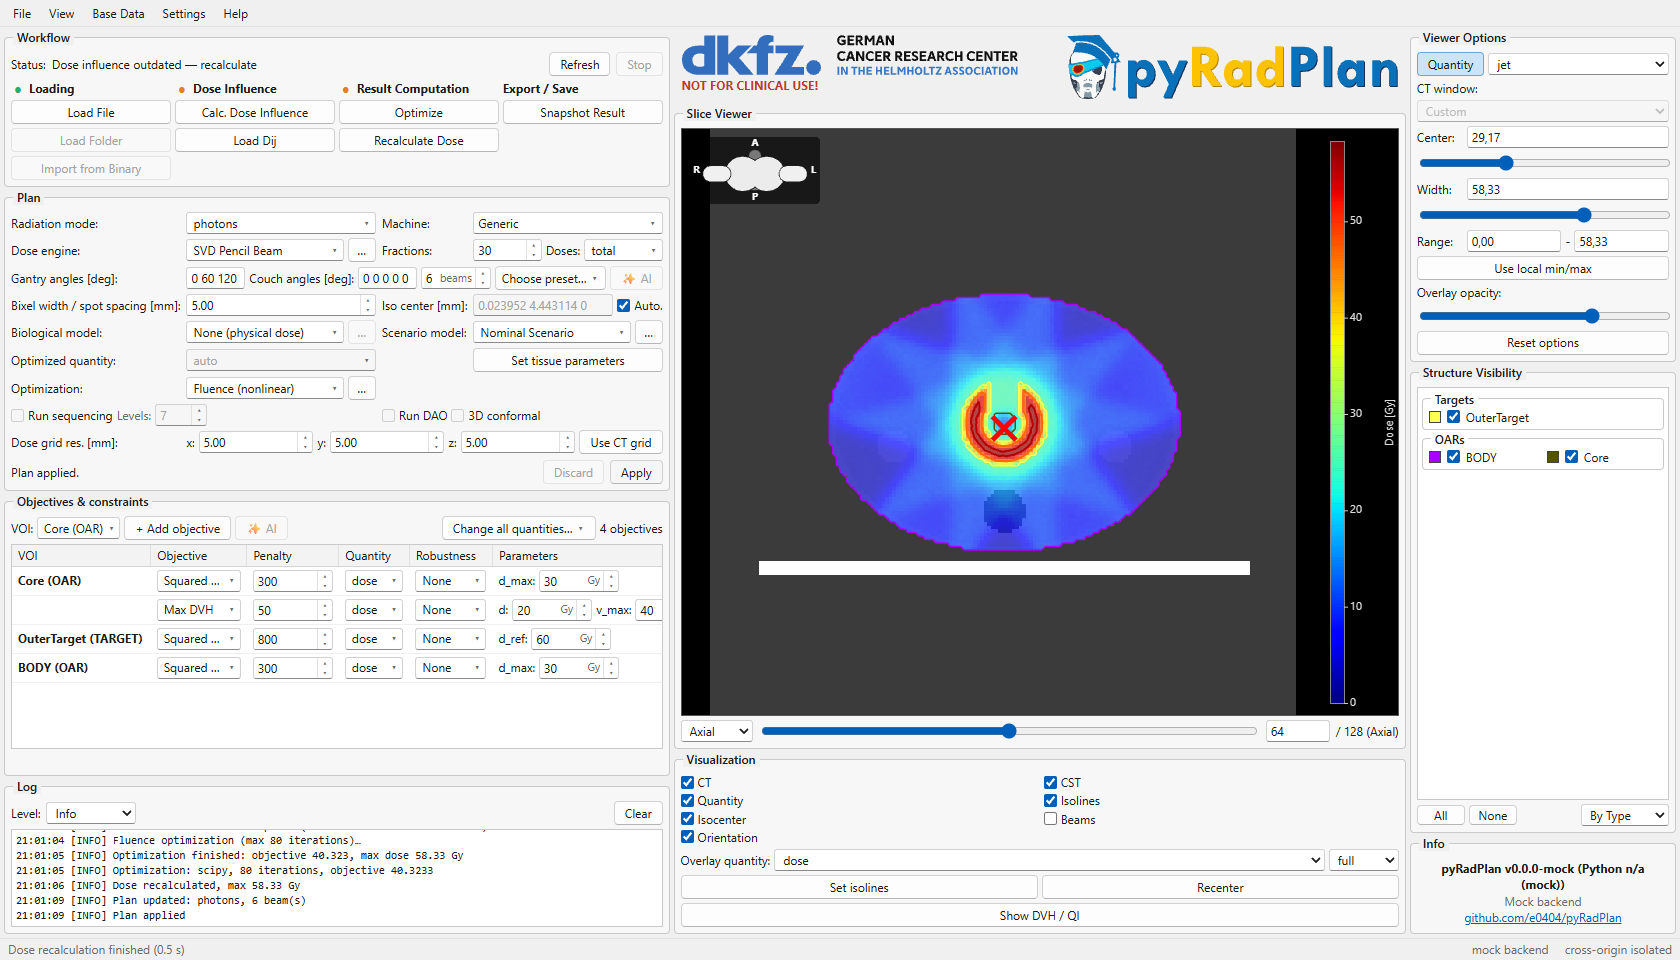 File View Base Data Settings Help
Workflow
Status: Dose influence outdated — recalculate Refresh Stop
Loading Dose Influence Result Computation Export / Save
Load File Calc. Dose Influence Optimize Snapshot Result
Load Folder Load Dij Recalculate Dose
Import from Binary
Plan
Radiation mode: photons Machine: Generic
Dose engine: SVD Pencil Beam ... Fractions: 30 Doses: total
Gantry angles [deg]: 0 60 120 Couch angles [deg]: 0 0 0 0 0 6 beams Choose preset... AI
Bixel width / spot spacing [mm]: 5.00 Iso center [mm]: 0.023952 4.443114 0 Auto.
Biological model: None (physical dose) ... Scenario model: Nominal Scenario ...
Optimized quantity: auto Set tissue parameters
Optimization: Fluence (nonlinear) ...
Run sequencing Levels: 7 Run DAO 3D conformal
Dose grid res. [mm]: x: 5.00 y: 5.00 z: 5.00 Use CT grid
Plan applied. Discard Apply
Objectives & constraints
VOI: Core (OAR) + Add objective AI Change all quantities... 4 objectives
VOI Objective Penalty Quantity Robustness Parameters
Core (OAR) Squared ... 300 dose None d_max: 30 Gy
Max DVH 50 dose None d: 20 Gy v_max: 40
OuterTarget (TARGET) Squared ... 800 dose None d_ref: 60 Gy
BODY (OAR) Squared ... 300 dose None d_max: 30 Gy
Log
Level: Info Clear
21:01:04 [INFO] Fluence optimization (max 80 iterations)…
21:01:05 [INFO] Optimization finished: objective 40.323, max dose 58.33 Gy
21:01:05 [INFO] Optimization: scipy, 80 iterations, objective 40.3233
21:01:06 [INFO] Dose recalculated, max 58.33 Gy
21:01:09 [INFO] Plan updated: photons, 6 beam(s)
21:01:09 [INFO] Plan applied
Dose recalculation finished (0.5 s)
dkfz.
GERMAN
CANCER RESEARCH CENTER
IN THE HELMHOLTZ ASSOCIATION
NOT FOR CLINICAL USE!
pyRadPlan
Slice Viewer
A
R L
P
50
40
30
20
10
0
Dose [Gy]
Axial 64 / 128 (Axial)
Visualization
CT CST
Quantity Isolines
Isocenter Beams
Orientation
Overlay quantity: dose full
Set isolines Recenter
Show DVH / QI
Viewer Options
Quantity jet
CT window:
Custom
Center: 29,17
Width: 58,33
Range: 0,00 - 58,33
Use local min/max
Overlay opacity:
Reset options
Structure Visibility
Targets
OuterTarget
OARs
BODY Core
All None By Type
Info
pyRadPlan v0.0.0-mock (Python n/a
(mock))
Mock backend
github.com/e0404/pyRadPlan
mock backend cross-origin isolated